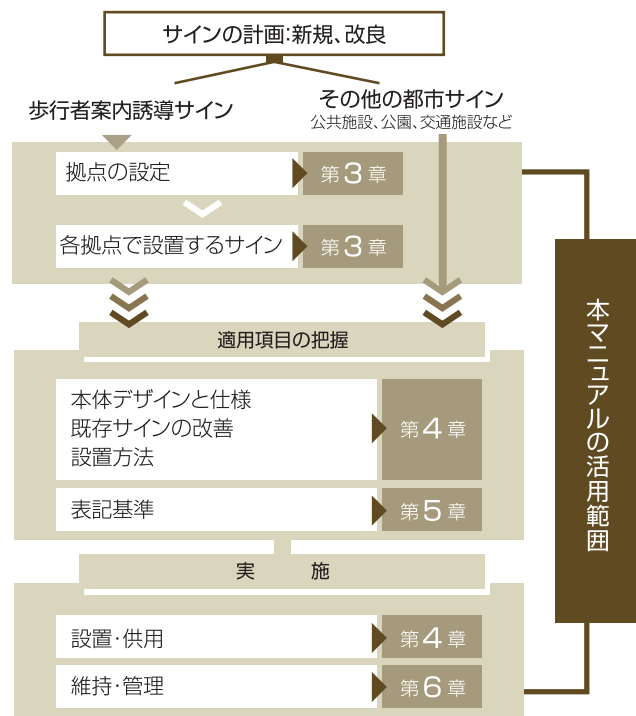 サインの計画：新規、改良
歩行者案内誘導サイン
その他の都市サイン
公共施設、公園、交通施設など
拠点の設定
第3章
各拠点で設置するサイン
第3章
適用項目の把握
本体デザインと仕様
既存サインの改善
設置方法
第4章
表記基準
第5章
実施
設置・供用
第4章
維持・管理
第6章
本マニュアルの活用範囲